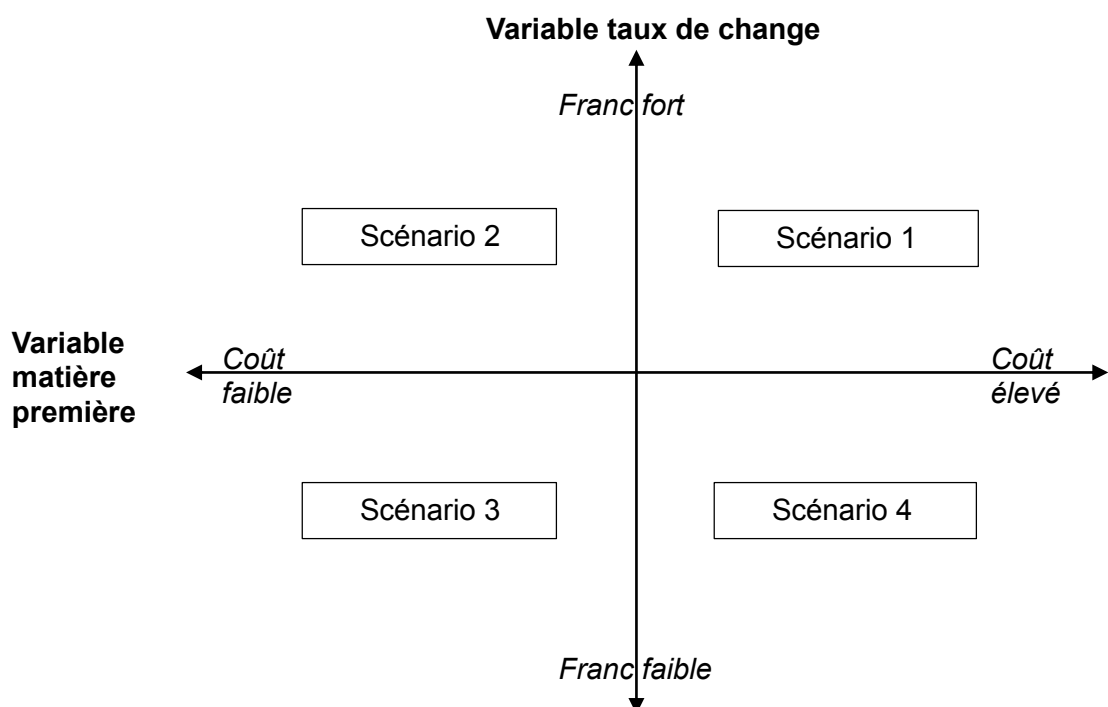 Variable taux de change
Franc fort
Scénario 2
Scénario 1
Variable
matière
première
Coût
faible
Coût
élevé
Scénario 3
Scénario 4
Franc faible